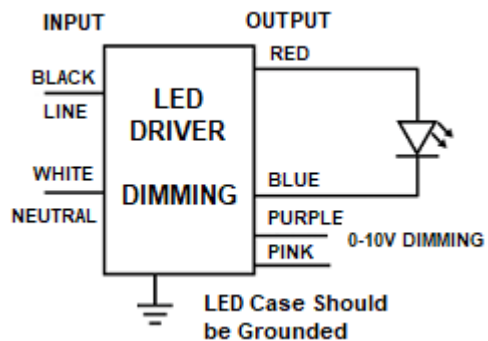 INPUT
OUTPUT
BLACK
LINE
WHITE
NEUTRAL
LED
DRIVER
DIMMING
RED
BLUE
PURPLE
PINK
0-10V DIMMING
LED Case Should
be Grounded